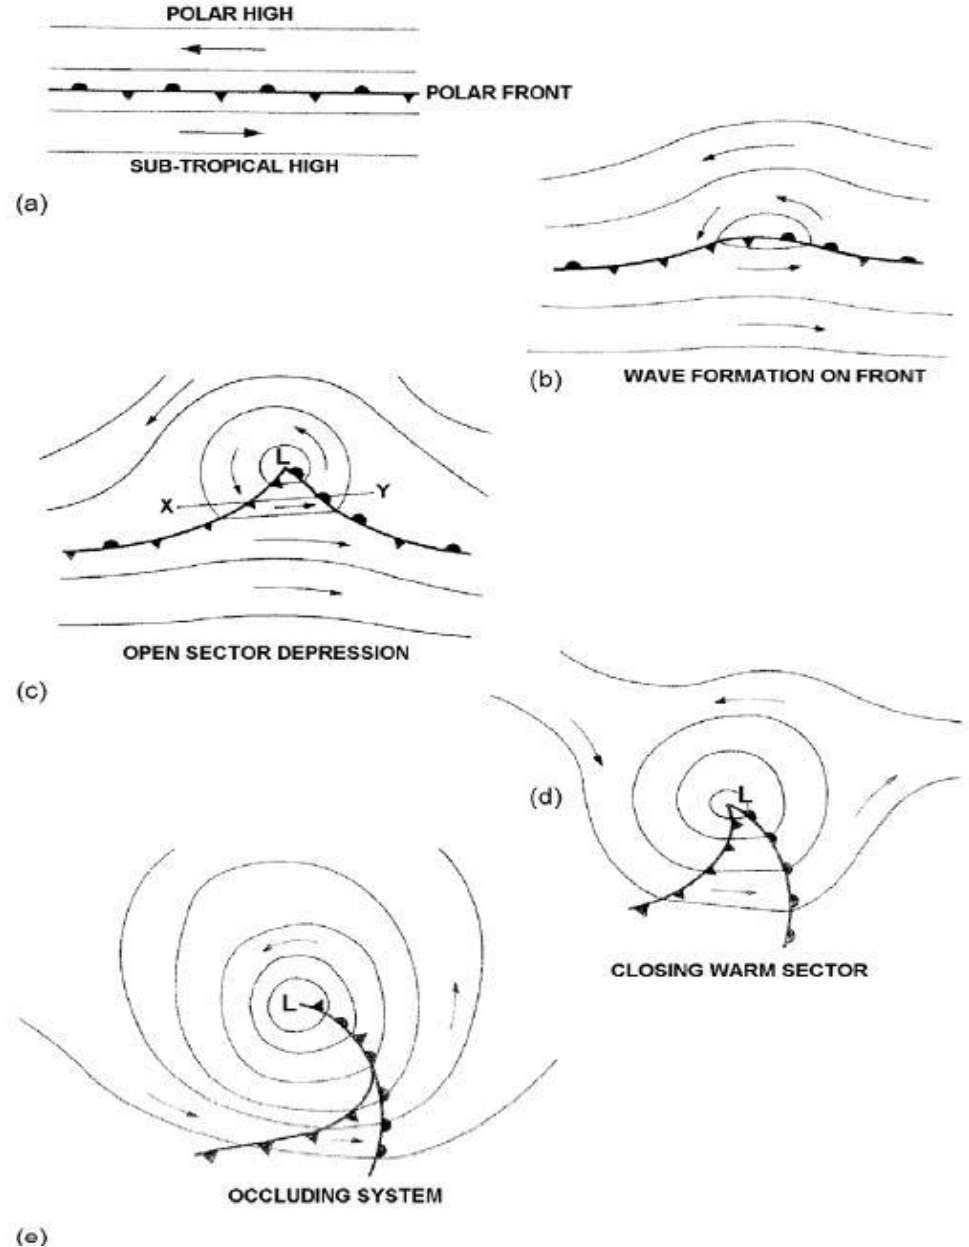 POLAR HIGH
POLAR FRONT
SUB-TROPICAL HIGH
(a)
(b)
WAVE FORMATION ON FRONT
L
X
Y
OPEN SECTOR DEPRESSION
(c)
L
(d)
CLOSING WARM SECTOR
L
OCCLUDING SYSTEM
(e)